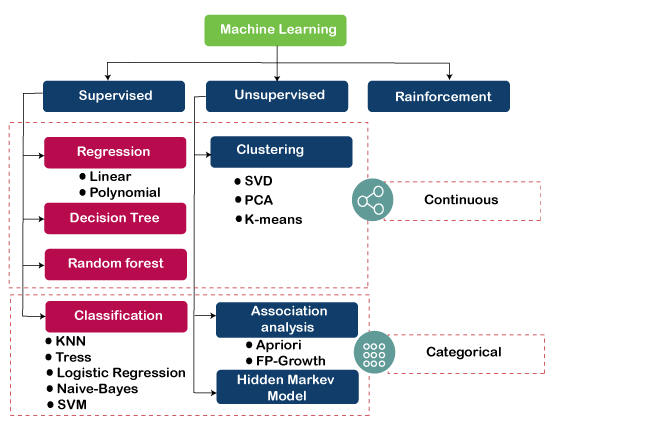 Machine Learning
Supervised
Unsupervised
Rainforcement
Regression
Linear
Polynomial
Decision Tree
Random forest
Clustering
SVD
PCA
K-means
Continuous
Classification
KNN
Tress
Logistic Regression
Naive-Bayes
SVM
Association
analysis
Apriori
FP-Growth
Hidden Markev
Model
Categorical